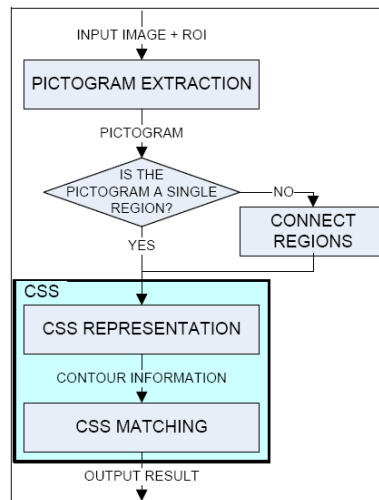 INPUT IMAGE + ROI
PICTOGRAM EXTRACTION
PICTOGRAM
IS THE
PICTOGRAM A SINGLE
REGION?
NO
CONNECT
REGIONS
YES
CSS
CSS REPRESENTATION
CONTOUR INFORMATION
CSS MATCHING
OUTPUT RESULT